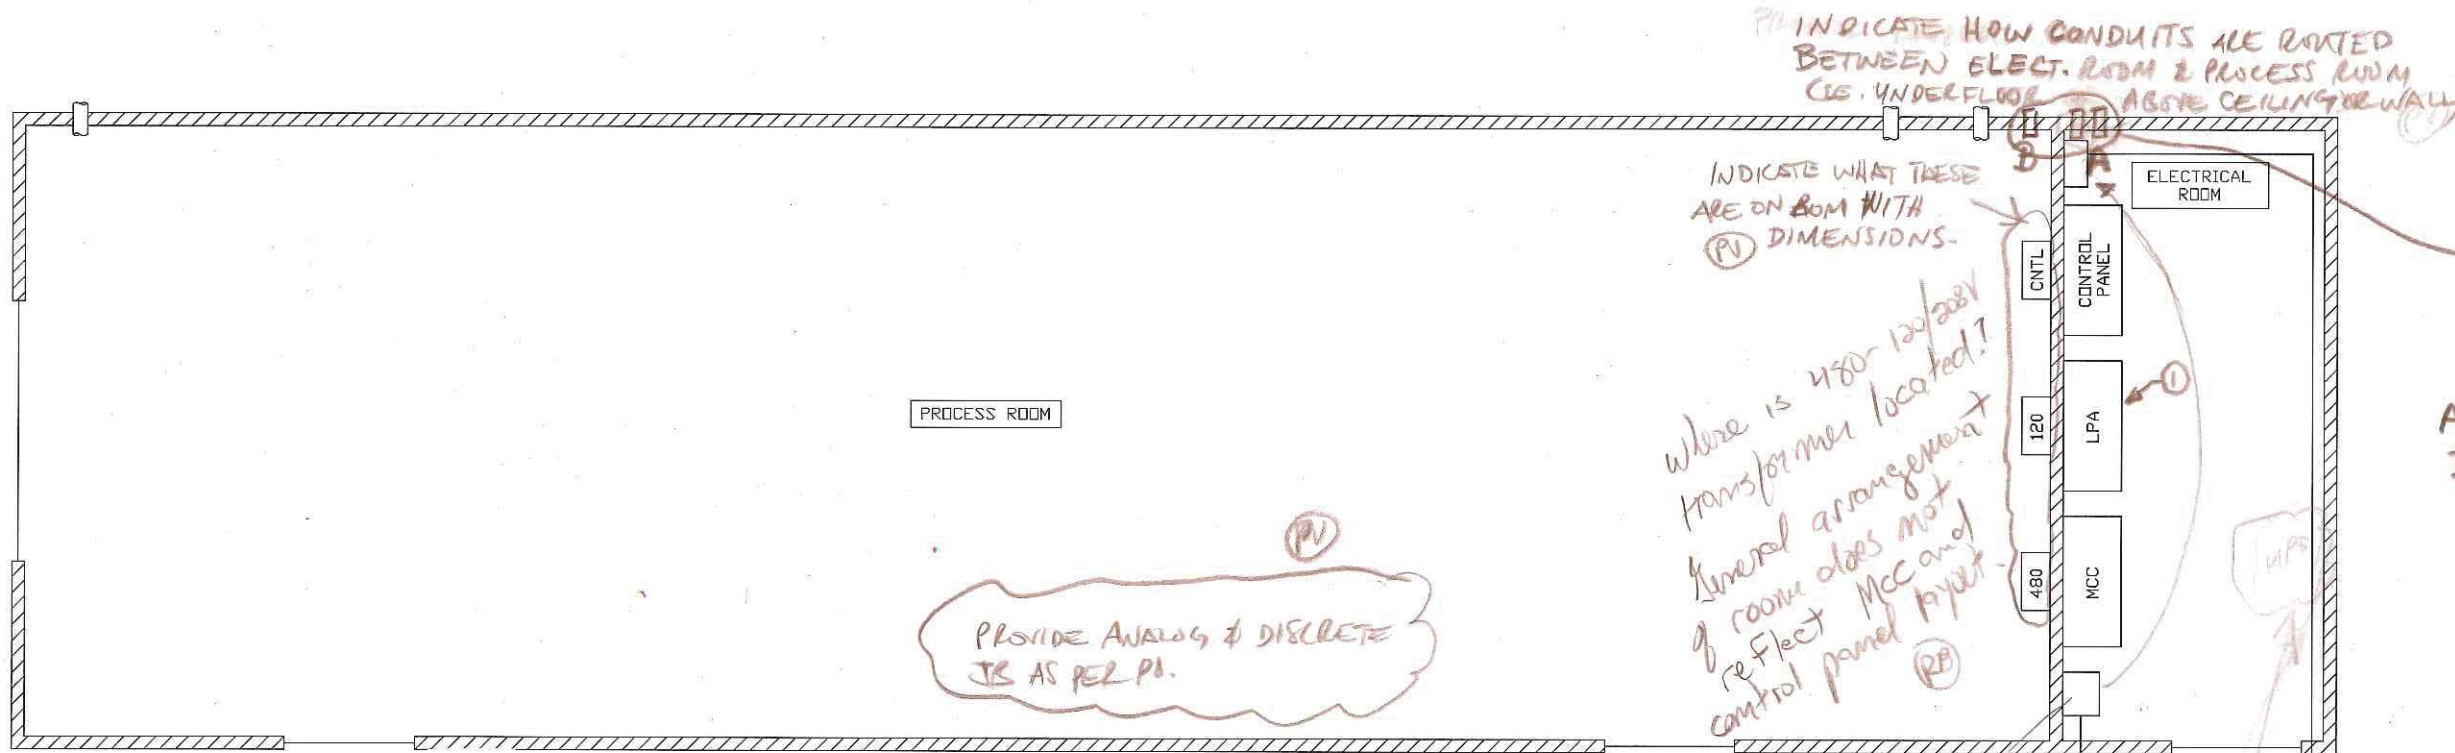 INDICATE HOW CONDUITS ARE ROUTED
BETWEEN ELECT. ROOM & PROCESS ROOM
(IE. UNDERFLOOR ABOVE CEILING OR WALL
B
A
ELECTRICAL
ROOM
INDICATE WHAT THESE
ARE ON BOM WITH
PV DIMENSIONS-
CNTL
CONTROL
PANEL
Where is 480-120/208V
transformer located?
General arrangement
of room does not
reflect MCC and
control panel layout
RB
120
LPA
1
480
MCC
UPS
PROCESS ROOM
PV
PROVIDE ANALOG & DISCRETE
JB AS PER PO.
A